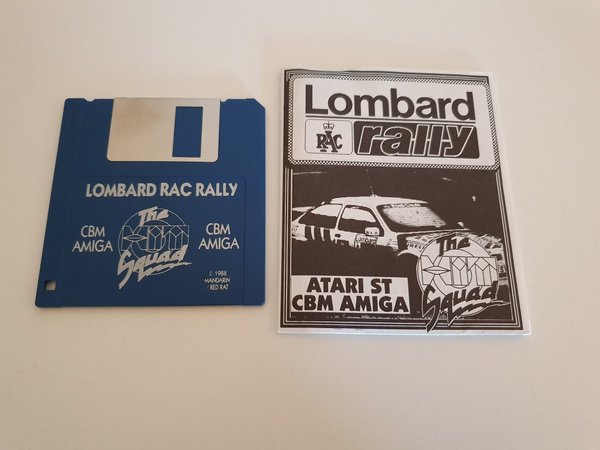 LOMBARD RAC RALLY
CBM
AMIGA
The
Squad
CBM
AMIGA
© 1988
MANDARIN
RED RAT
Lombard
RAC rally
ATARI ST
CBM AMIGA
The
Squad